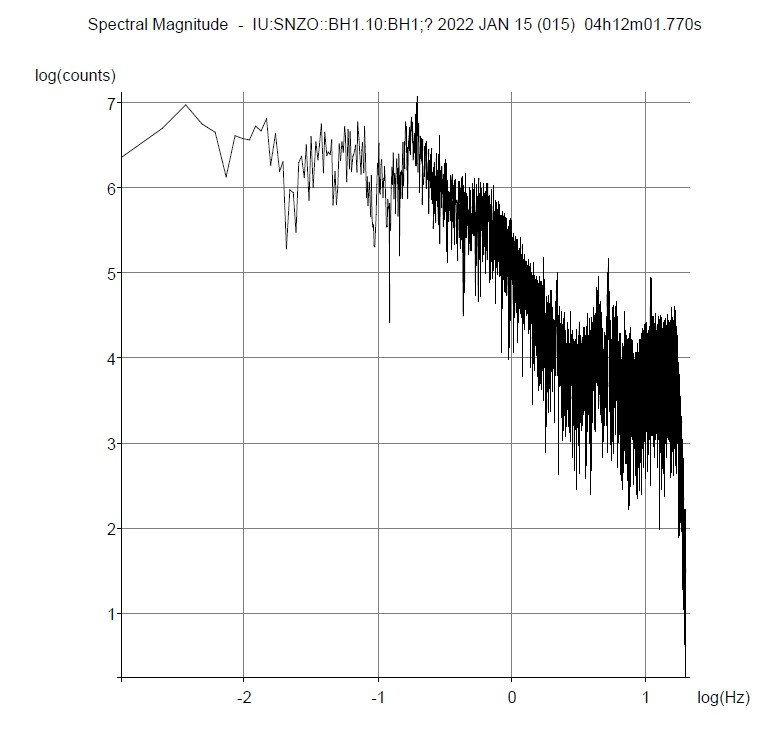 Spectral Magnitude - IU:SNZO::BH1.10:BH1;? 2022 JAN 15 (015) 04h12m01.770s
log(counts)
7
6
5
4
3
2
1
-2 -1 0 1 log(Hz)